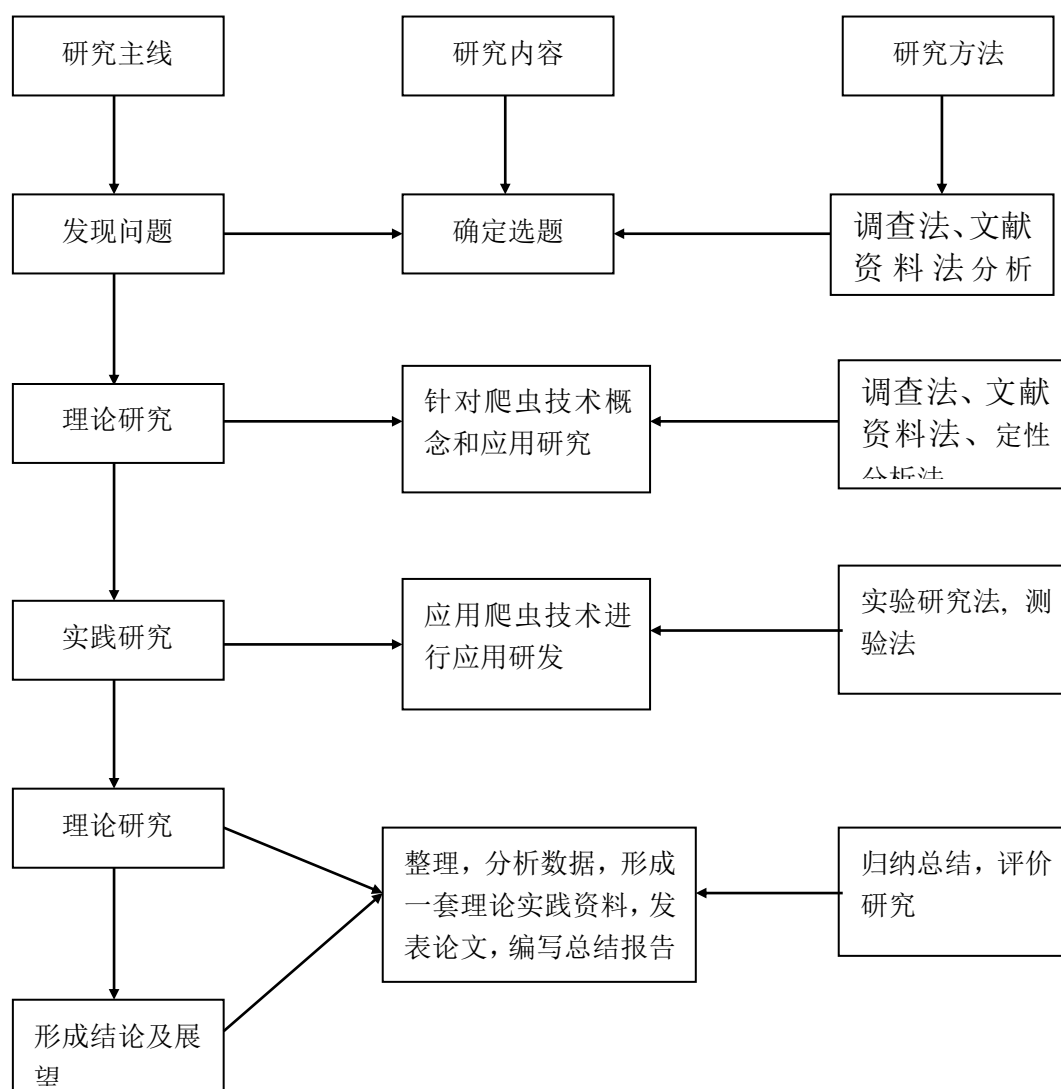 研究主线
研究内容
研究方法
发现问题
确定选题
调查法、文献
资料法分析
理论研究
针对爬虫技术概
念和应用研究
调查法、文献
资料法、定性
分析法
实践研究
应用爬虫技术进
行应用研发
实验研究法, 测
验法
理论研究
整理，分析数据，形成
一套理论实践资料，发
表论文，编写总结报告
归纳总结，评价
研究
形成结论及展
望